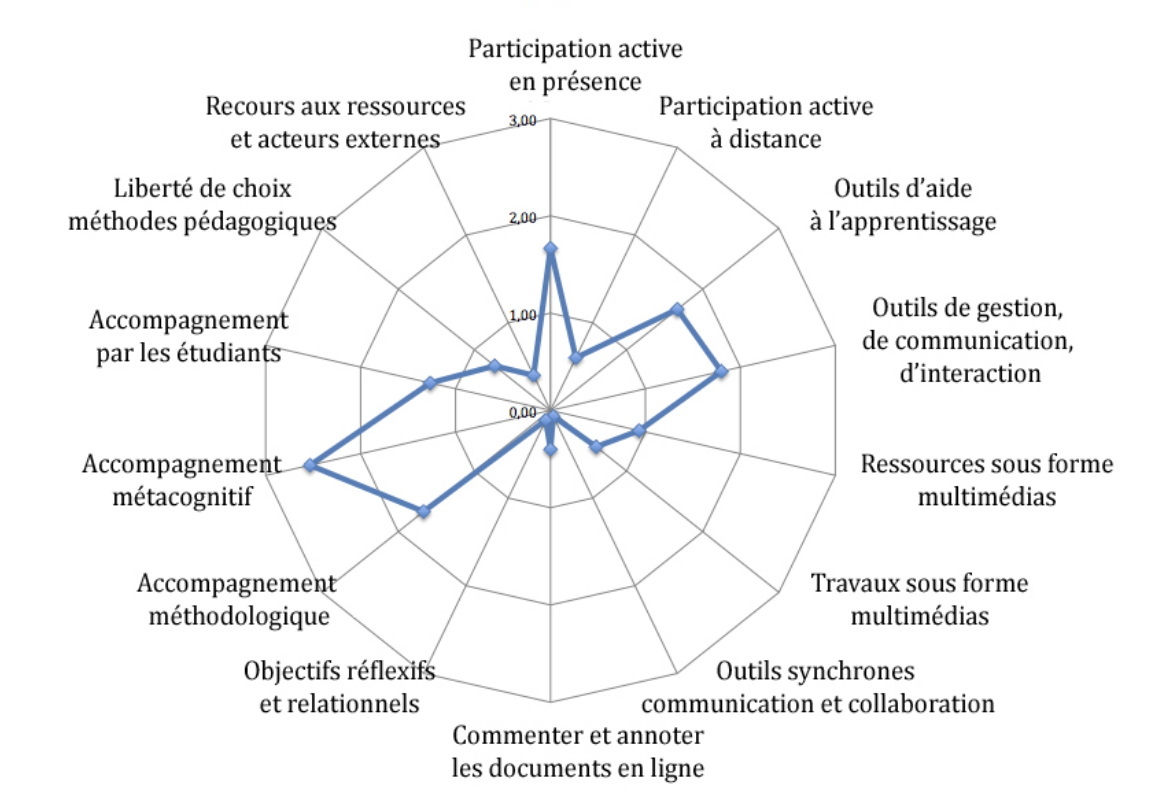 Participation active
en présence
Recours aux ressources
et acteurs externes
Participation active
à distance
3,00
Liberté de choix
méthodes pédagogiques
Outils d'aide
à l'apprentissage
2,00
Accompagnement
par les étudiants
1,00
Outils de gestion,
de communication,
d'interaction
0,00
Accompagnement
métacognitif
Ressources sous forme
multimédias
Accompagnement
méthodologique
Travaux sous forme
multimédias
Objectifs réflexifs
et relationnels
Outils synchrones
communication et collaboration
Commenter et annoter
les documents en ligne